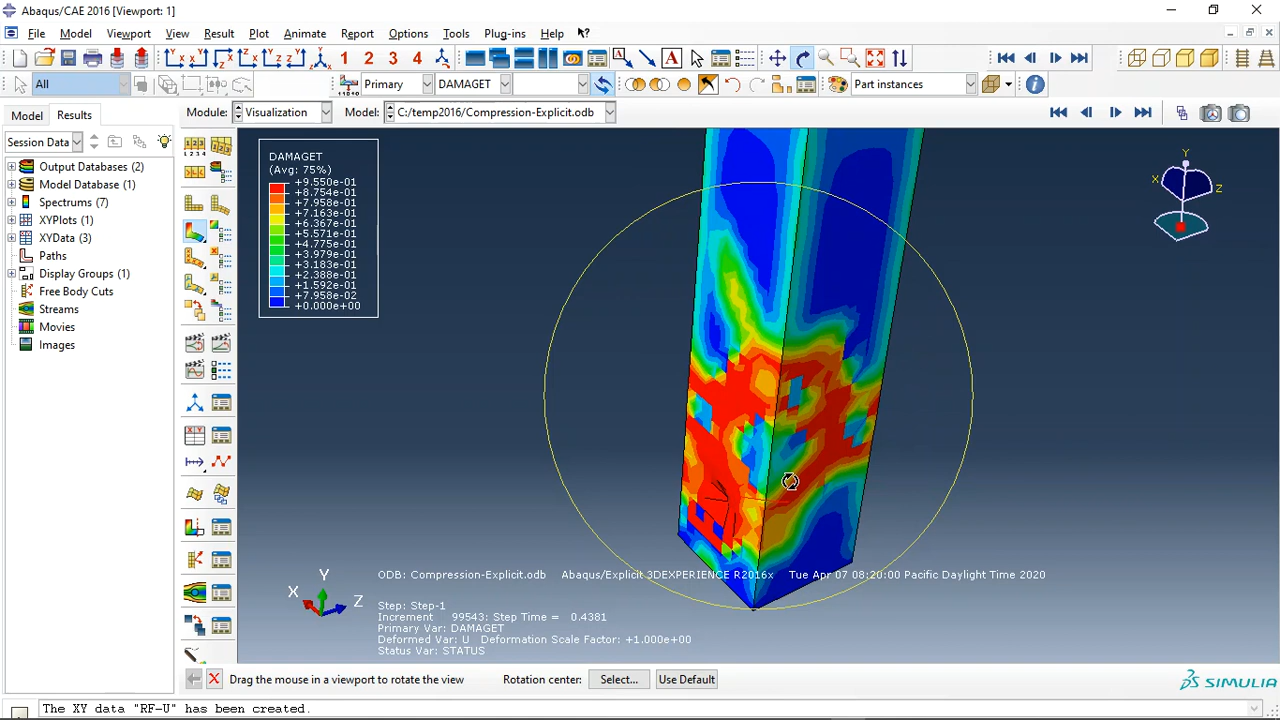 Abaqus/CAE 2016 [Viewport: 1]
File Model Viewport View Result Plot Animate Report Options Tools Plug-ins Help
1 2 3 4 A
All Primary DAMAGET Part instances
Model Results Module: Visualization Model: C:/temp2016/Compression-Explicit.odb
Session Data
Output Databases (2)
Model Database (1)
Spectrums (7)
XYPlots (1)
XYData (3)
Paths
Display Groups (1)
Free Body Cuts
Streams
Movies
Images
DAMAGET
(Avg: 75%)
+9.550e-01
+8.754e-01
+7.958e-01
+7.163e-01
+6.367e-01
+5.571e-01
+4.775e-01
+3.979e-01
+3.183e-01
+2.388e-01
+1.592e-01
+7.958e-02
+0.000e+00
Y
X Z
Y
X Z
ODB: Compression-Explicit.odb Abaqus/Ex EXPERIENCE R2016x Tue Apr 07 Daylight Time 2020
Step: Step-1
Increment 99543: Step Time = 0.4381
Primary Var: DAMAGET
Deformed Var: U Deformation Scale Factor: +1.000e+00
Status Var: STATUS
Drag the mouse in a viewport to rotate the view Rotation center: Select... Use Default
SIMULIA
The XY data "RF-U" has been created.